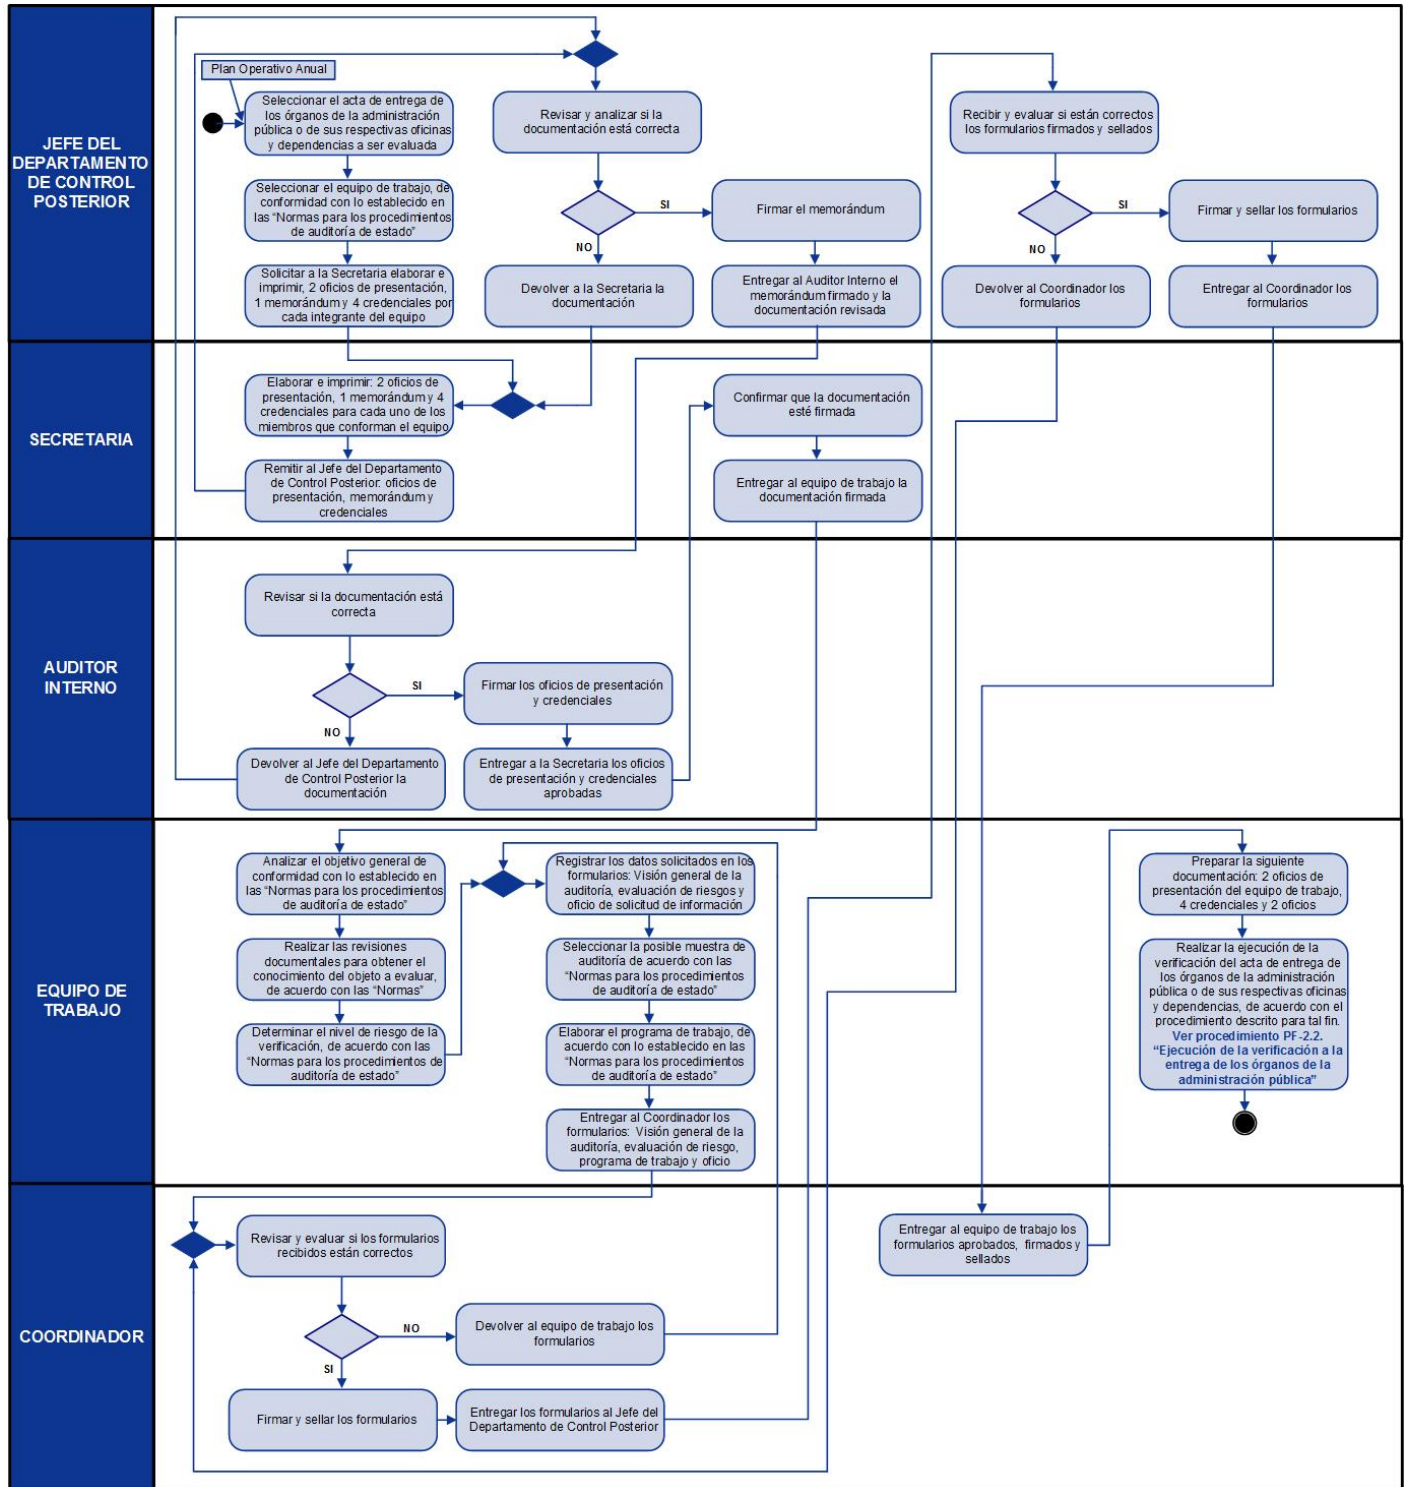 JEFE DEL
DEPARTAMENTO
DE CONTROL
POSTERIOR
Plan Operativo Anual
Seleccionar el acta de entrega de
los órganos de la administración
pública o de sus respectivas oficinas
y dependencias a ser evaluada
Seleccionar el equipo de trabajo, de
conformidad con lo establecido en
las “Normas para los procedimientos
de auditoría de estado”
Solicitar a la Secretaria elaborar e
imprimir, 2 oficios de presentación,
1 memorándum y 4 credenciales por
cada integrante del equipo
Revisar y analizar si la
documentación está correcta
SI
NO
Firmar el memorándum
Devolver a la Secretaria la
documentación
Entregar al Auditor Interno el
memorándum firmado y la
documentación revisada
Recibir y evaluar si están correctos
los formularios firmados y sellados
SI
NO
Firmar y sellar los formularios
Devolver al Coordinador los
formularios
Entregar al Coordinador los
formularios
SECRETARIA
Elaborar e imprimir: 2 oficios de
presentación, 1 memorándum y 4
credenciales para cada uno de los
miembros que conforman el equipo
Remitir al Jefe del Departamento
de Control Posterior: oficios de
presentación, memorándum y
credenciales
Confirmar que la documentación
esté firmada
Entregar al equipo de trabajo la
documentación firmada
AUDITOR
INTERNO
Revisar si la documentación está
correcta
SI
NO
Firmar los oficios de presentación
y credenciales
Devolver al Jefe del Departamento
de Control Posterior la
documentación
Entregar a la Secretaria los oficios
de presentación y credenciales
aprobadas
EQUIPO DE
TRABAJO
Analizar el objetivo general de
conformidad con lo establecido en
las “Normas para los procedimientos
de auditoría de estado”
Realizar las revisiones
documentales para obtener el
conocimiento del objeto a evaluar,
de acuerdo con las “Normas”
Determinar el nivel de riesgo de la
verificación, de acuerdo con las
“Normas para los procedimientos de
auditoría de estado”
Registrar los datos solicitados en los
formularios: Visión general de la
auditoría, evaluación de riesgos y
oficio de solicitud de información
Seleccionar la posible muestra de
auditoría de acuerdo con las
“Normas para los procedimientos
de auditoría de estado”
Elaborar el programa de trabajo, de
acuerdo con lo establecido en las
“Normas para los procedimientos
de auditoría de estado”
Entregar al Coordinador los
formularios: Visión general de la
auditoría, evaluación de riesgo,
programa de trabajo y oficio
Preparar la siguiente
documentación: 2 oficios de
presentación del equipo de trabajo,
4 credenciales y 2 oficios
Realizar la ejecución de la
verificación del acta de entrega de
los órganos de la administración
pública o de sus respectivas oficinas
y dependencias, de acuerdo con el
procedimiento descrito para tal fin.
Ver procedimiento PF-2.2.
“Ejecución de la verificación a la
entrega de los órganos de la
administración pública”
COORDINADOR
Revisar y evaluar si los formularios
recibidos están correctos
NO
SI
Devolver al equipo de trabajo los
formularios
Firmar y sellar los formularios
Entregar los formularios al Jefe del
Departamento de Control Posterior
Entregar al equipo de trabajo los
formularios aprobados, firmados y
sellados